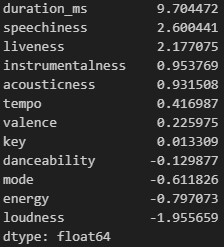 duration_ms 9.704472
speechiness 2.600441
liveness 2.177075
instrumentalness 0.953769
acousticness 0.931508
tempo 0.416987
valence 0.225975
key 0.013309
danceability -0.129877
mode -0.611826
energy -0.797073
loudness -1.955659
dtype: float64